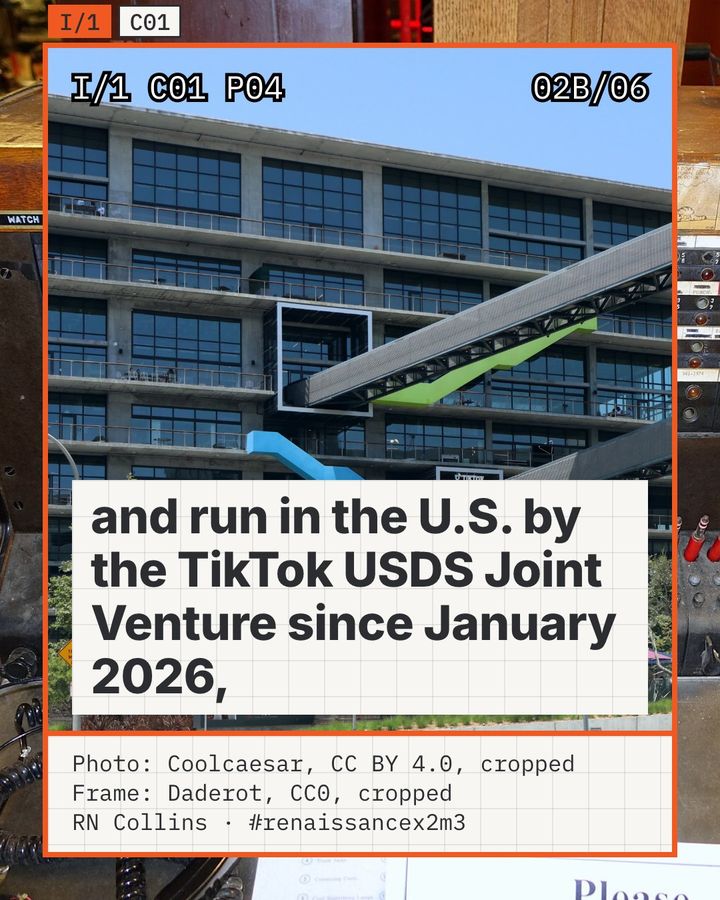 I/1 C01
I/1 C01 P04 02B/06
WATCH
TIKTOK
and run in the U.S. by
the TikTok USDS Joint
Venture since January
2026,
Photo: Coolcaesar, CC BY 4.0, cropped
Frame: Daderot, CC0, cropped
RN Collins · #renaissancex2m3
Please